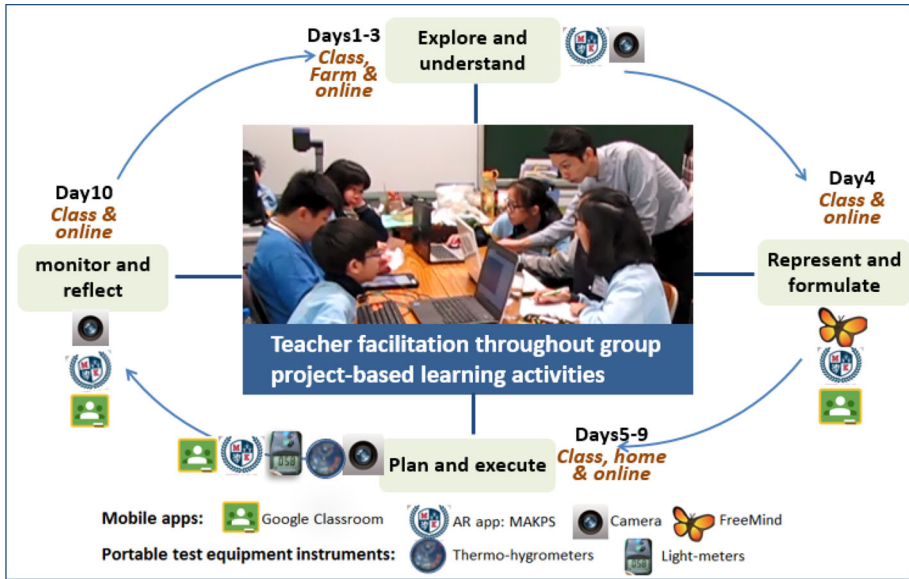 Days1-3
Class,
Farm &
online
Explore and
understand
Day4
Class &
online
Represent and
formulate
Days5-9
Class, home
& online
Plan and execute
Day10
Class &
online
monitor and
reflect
Teacher facilitation throughout group
project-based learning activities
Mobile apps: Google Classroom AR app: MAKPS Camera FreeMind
Portable test equipment instruments: Thermo-hygrometers Light-meters